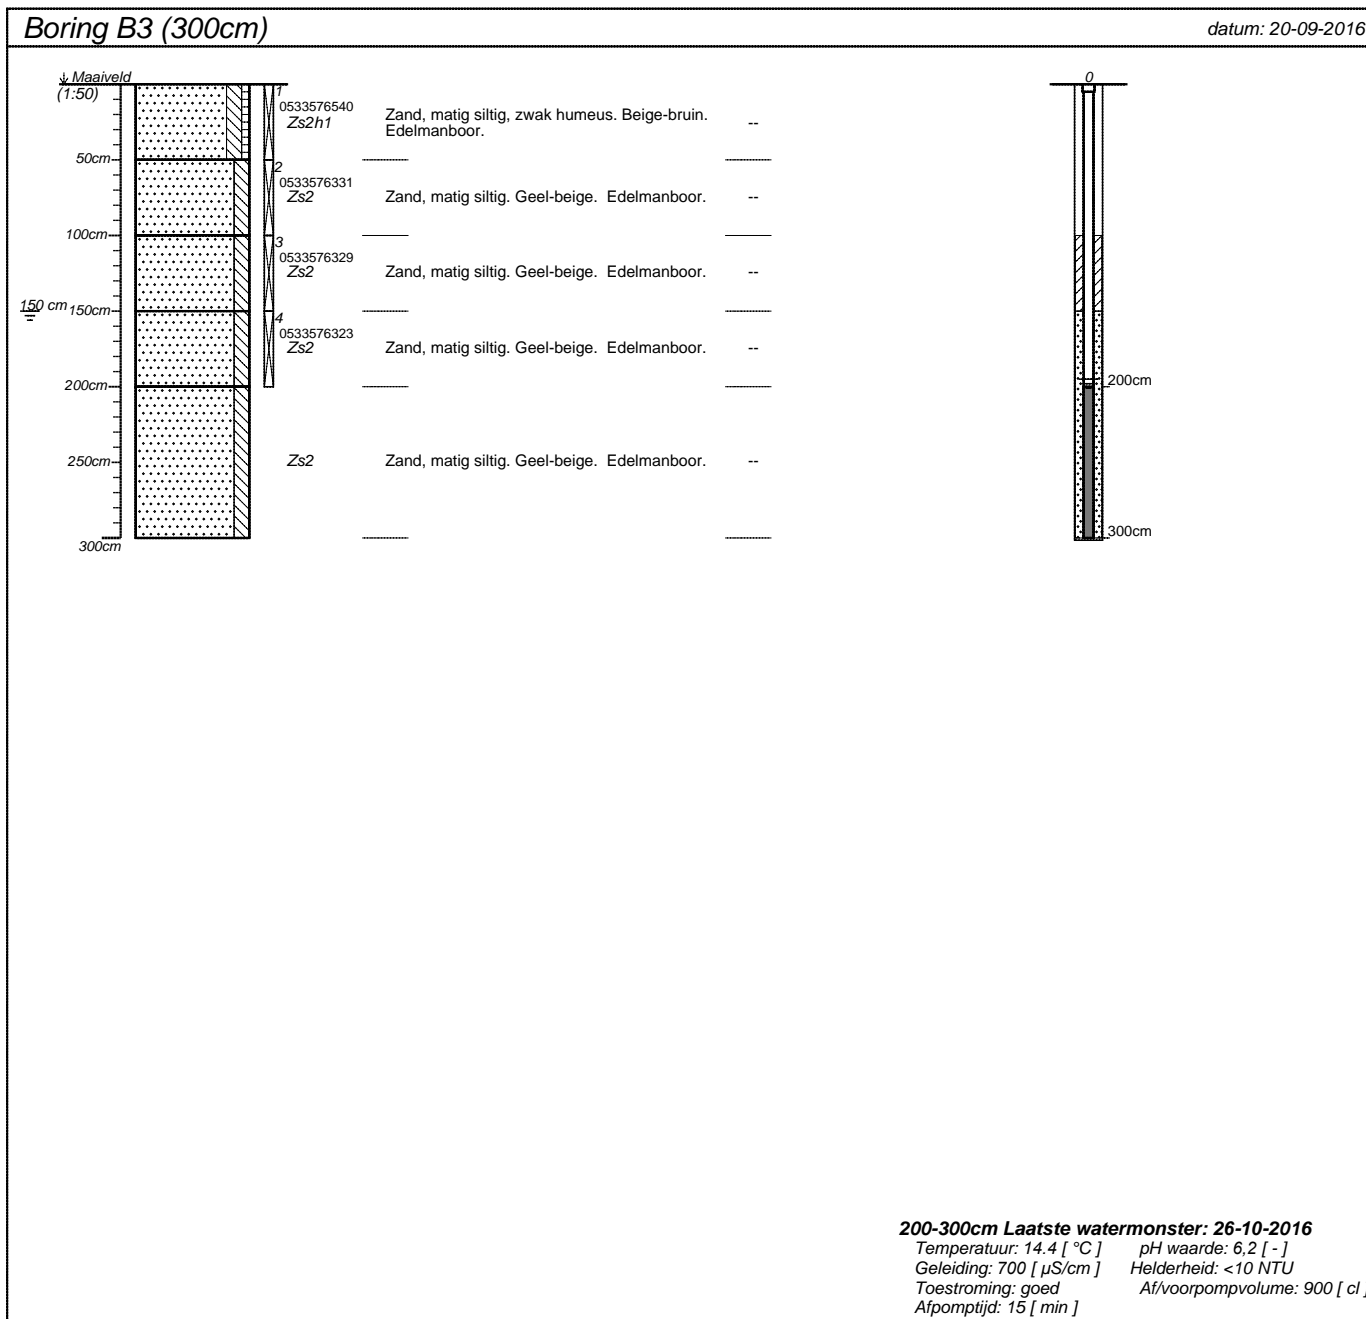 Boring B3 (300cm)
datum: 20-09-2016
Maaiveld
(1:50)
0
1
0533576540
Zs2h1
Zand, matig siltig, zwak humeus. Beige-bruin.
Edelmanboor.
--
50cm
2
0533576331
Zs2
Zand, matig siltig. Geel-beige. Edelmanboor.
--
100cm
3
0533576329
Zs2
Zand, matig siltig. Geel-beige. Edelmanboor.
--
150 cm
150cm
4
0533576323
Zs2
Zand, matig siltig. Geel-beige. Edelmanboor.
--
200cm
200cm
250cm
Zs2
Zand, matig siltig. Geel-beige. Edelmanboor.
--
300cm
300cm
200-300cm Laatste watermonster: 26-10-2016
Temperatuur: 14.4 [ °C ] pH waarde: 6,2 [ - ]
Geleiding: 700 [ µS/cm ] Helderheid: <10 NTU
Toestroming: goed Af/voorpompvolume: 900 [ cl ]
Afpomptijd: 15 [ min ]